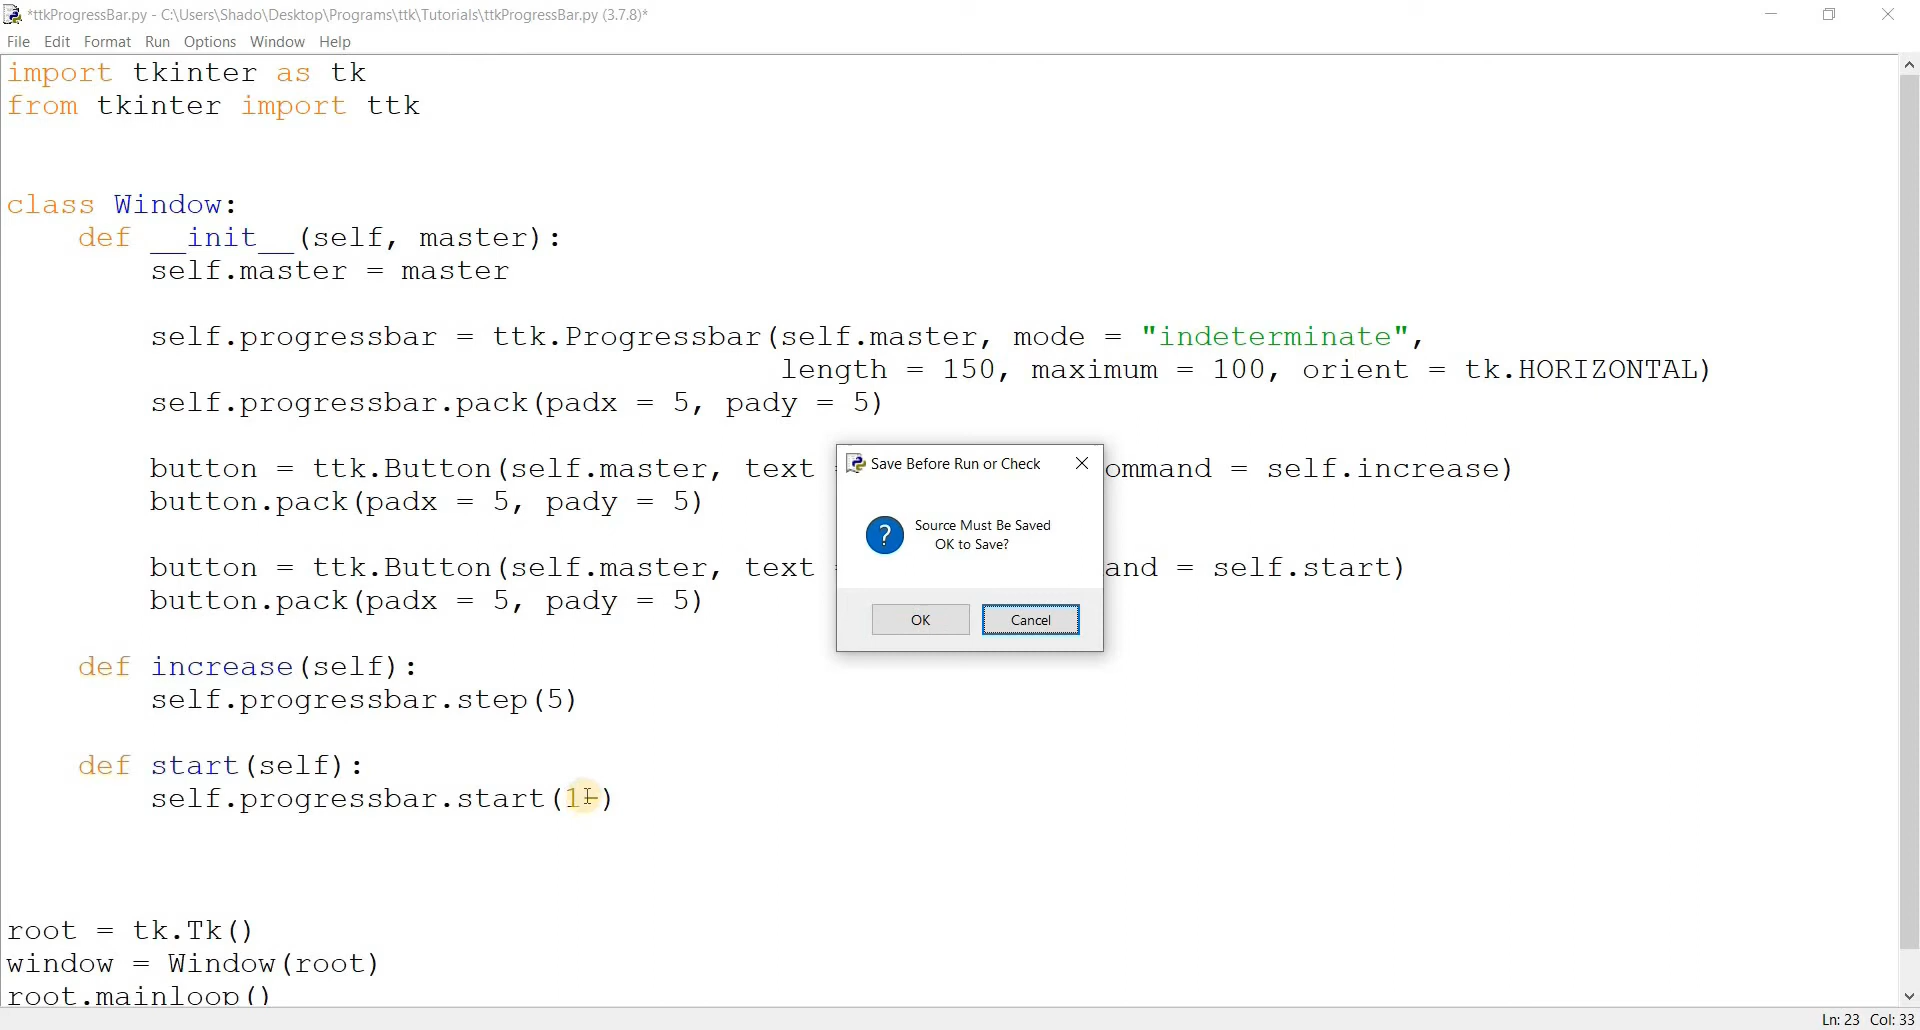 *ttkProgressBar.py - C:\Users\Shado\Desktop\Programs\ttk\Tutorials\ttkProgressBar.py (3.7.8)*
File Edit Format Run Options Window Help
import tkinter as tk
from tkinter import ttk
class Window:
    def __init__(self, master):
        self.master = master
        self.progressbar = ttk.Progressbar(self.master, mode = "indeterminate",
                                           length = 150, maximum = 100, orient = tk.HORIZONTAL)
        self.progressbar.pack(padx = 5, pady = 5)
        button = ttk.Button(self.master, text ommand = self.increase)
        button.pack(padx = 5, pady = 5)
        button = ttk.Button(self.master, text and = self.start)
        button.pack(padx = 5, pady = 5)
Save Before Run or Check
Source Must Be Saved
OK to Save?
OK Cancel
    def increase(self):
        self.progressbar.step(5)
    def start(self):
        self.progressbar.start(1)
root = tk.Tk()
window = Window(root)
root.mainloop()
Ln: 23 Col: 33